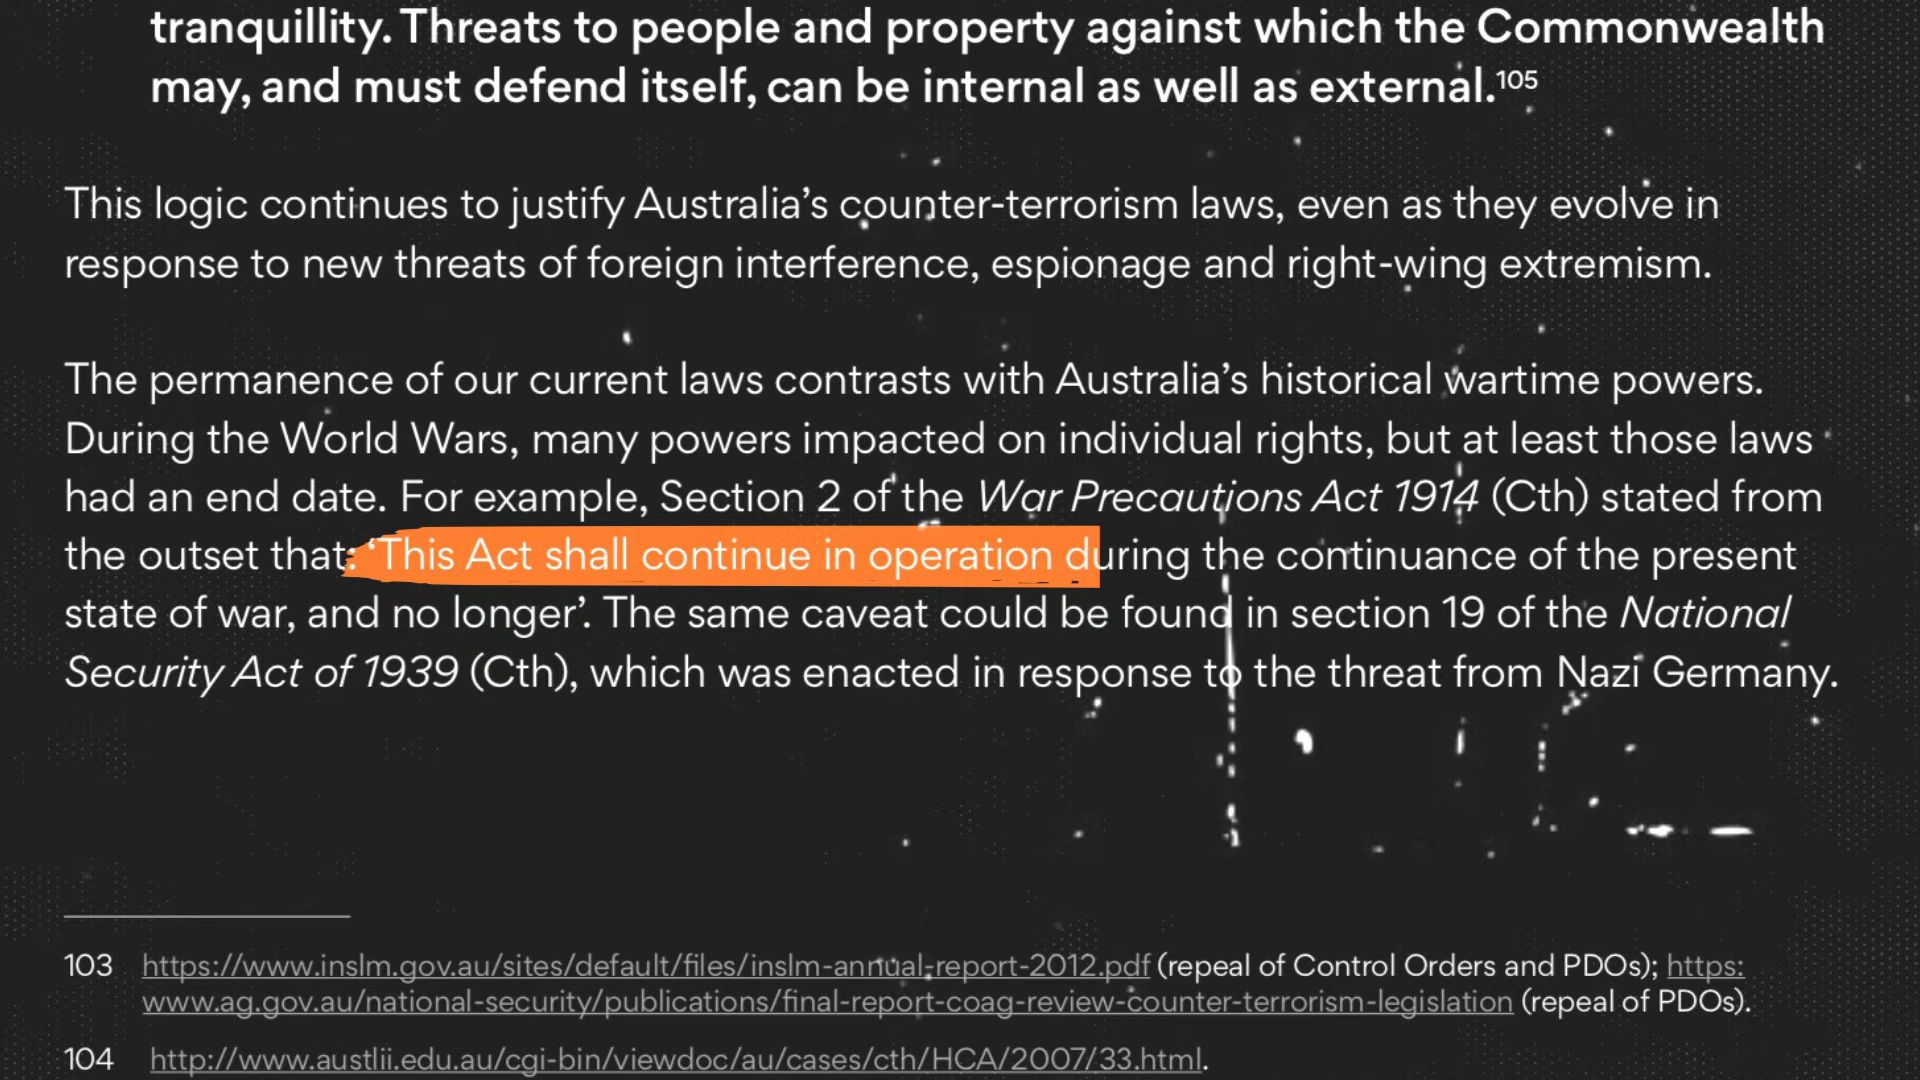 tranquillity. Threats to people and property against which the Commonwealth
may, and must defend itself, can be internal as well as external.105
This logic continues to justify Australia’s counter-terrorism laws, even as they evolve in
response to new threats of foreign interference, espionage and right-wing extremism.
The permanence of our current laws contrasts with Australia’s historical wartime powers.
During the World Wars, many powers impacted on individual rights, but at least those laws
had an end date. For example, Section 2 of the War Precautions Act 1914 (Cth) stated from
the outset that: ‘This Act shall continue in operation during the continuance of the present
state of war, and no longer’. The same caveat could be found in section 19 of the National
Security Act of 1939 (Cth), which was enacted in response to the threat from Nazi Germany.
103 https://www.inslm.gov.au/sites/default/files/inslm-annual-report-2012.pdf (repeal of Control Orders and PDOs); https:
www.ag.gov.au/national-security/publications/final-report-coag-review-counter-terrorism-legislation (repeal of PDOs).
104 http://www.austlii.edu.au/cgi-bin/viewdoc/au/cases/cth/HCA/2007/33.html.